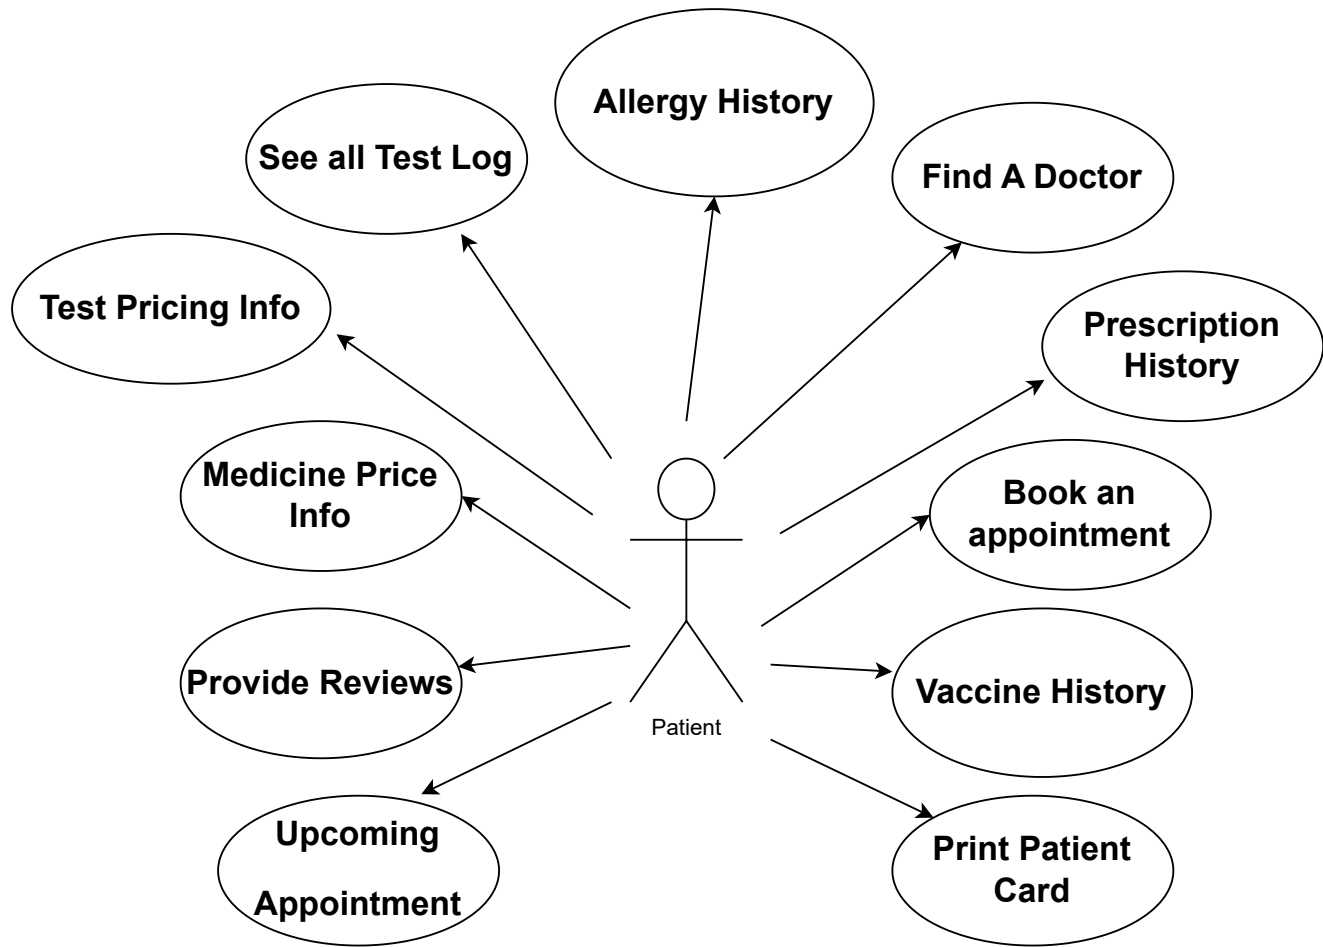 Allergy History
See all Test Log
Find A Doctor
Test Pricing Info
Prescription
History
Medicine Price
Info
Book an
appointment
Provide Reviews
Vaccine History
Patient
Upcoming
Appointment
Print Patient
Card